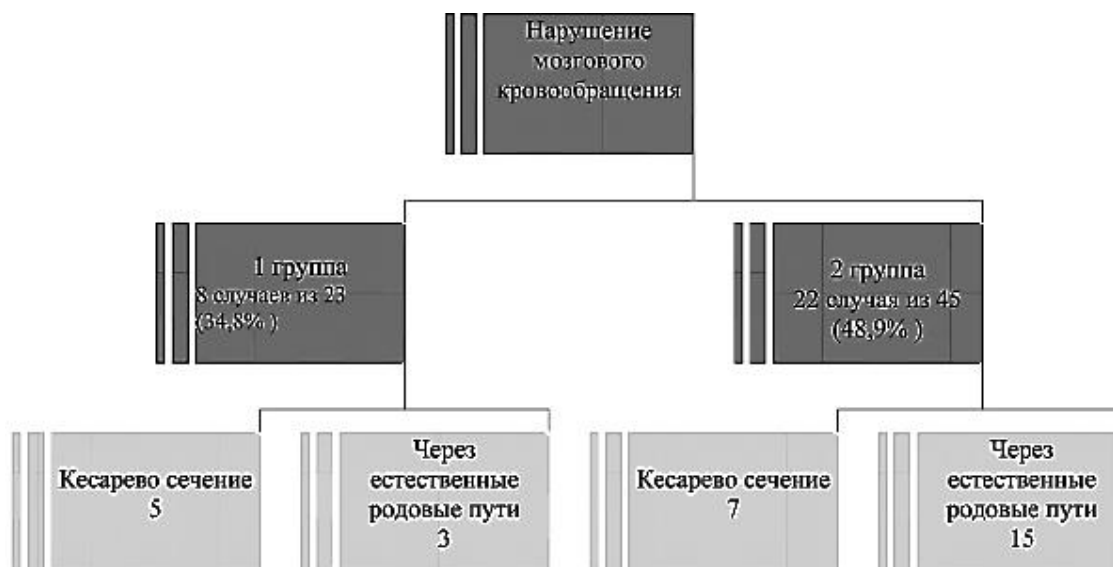 Нарушение
мозгового
кровообращения
1 группа
8 случаев из 23
(34,8% )
2 группа
22 случая из 45
(48,9% )
Кесарево сечение
5
Через
естественные
родовые пути
3
Кесарево сечение
7
Через
естественные
родовые пути
15